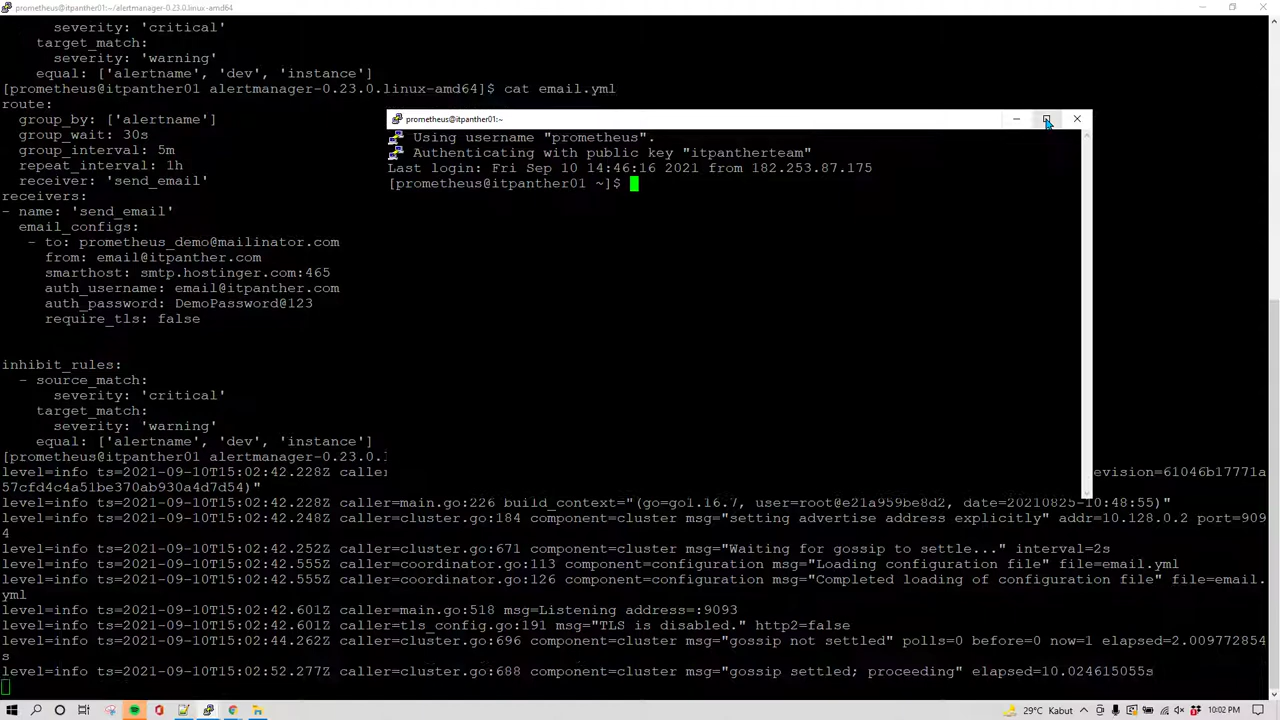 prometheus@itpanther01:~/alertmanager-0.23.0.linux-amd64
severity: 'critical'
target_match:
severity: 'warning'
equal: ['alertname', 'dev', 'instance']
[prometheus@itpanther01 alertmanager-0.23.0.linux-amd64]$ cat email.yml
route:
group_by: ['alertname']
group_wait: 30s
group_interval: 5m
repeat_interval: 1h
receiver: 'send_email'
receivers:
- name: 'send_email'
email_configs:
- to: prometheus_demo@mailinator.com
from: email@itpanther.com
smarthost: smtp.hostinger.com:465
auth_username: email@itpanther.com
auth_password: DemoPassword@123
require_tls: false
inhibit_rules:
- source_match:
severity: 'critical'
target_match:
severity: 'warning'
equal: ['alertname', 'dev', 'instance']
[prometheus@itpanther01 alertmanager-0.23.0.
level=info ts=2021-09-10T15:02:42.228Z caller evision=61046b17771a
57cfd4c4a51be370ab930a4d7d54)"
level=info ts=2021-09-10T15:02:42.228Z caller=main.go:226 build_context="(go=go1.16.7, user=root@e21a959be8d2, date=20210825-10:48:55)"
level=info ts=2021-09-10T15:02:42.248Z caller=cluster.go:184 component=cluster msg="setting advertise address explicitly" addr=10.128.0.2 port=909
4
level=info ts=2021-09-10T15:02:42.252Z caller=cluster.go:671 component=cluster msg="Waiting for gossip to settle..." interval=2s
level=info ts=2021-09-10T15:02:42.555Z caller=coordinator.go:113 component=configuration msg="Loading configuration file" file=email.yml
level=info ts=2021-09-10T15:02:42.555Z caller=coordinator.go:126 component=configuration msg="Completed loading of configuration file" file=email.
yml
level=info ts=2021-09-10T15:02:42.601Z caller=main.go:518 msg=Listening address=:9093
level=info ts=2021-09-10T15:02:42.601Z caller=tls_config.go:191 msg="TLS is disabled." http2=false
level=info ts=2021-09-10T15:02:44.262Z caller=cluster.go:696 component=cluster msg="gossip not settled" polls=0 before=0 now=1 elapsed=2.009772854
s
level=info ts=2021-09-10T15:02:52.277Z caller=cluster.go:688 component=cluster msg="gossip settled; proceeding" elapsed=10.024615055s
prometheus@itpanther01:~
Using username "prometheus".
Authenticating with public key "itpantherteam"
Last login: Fri Sep 10 14:46:16 2021 from 182.253.87.175
[prometheus@itpanther01 ~]$
29°C Kabut
10:02 PM